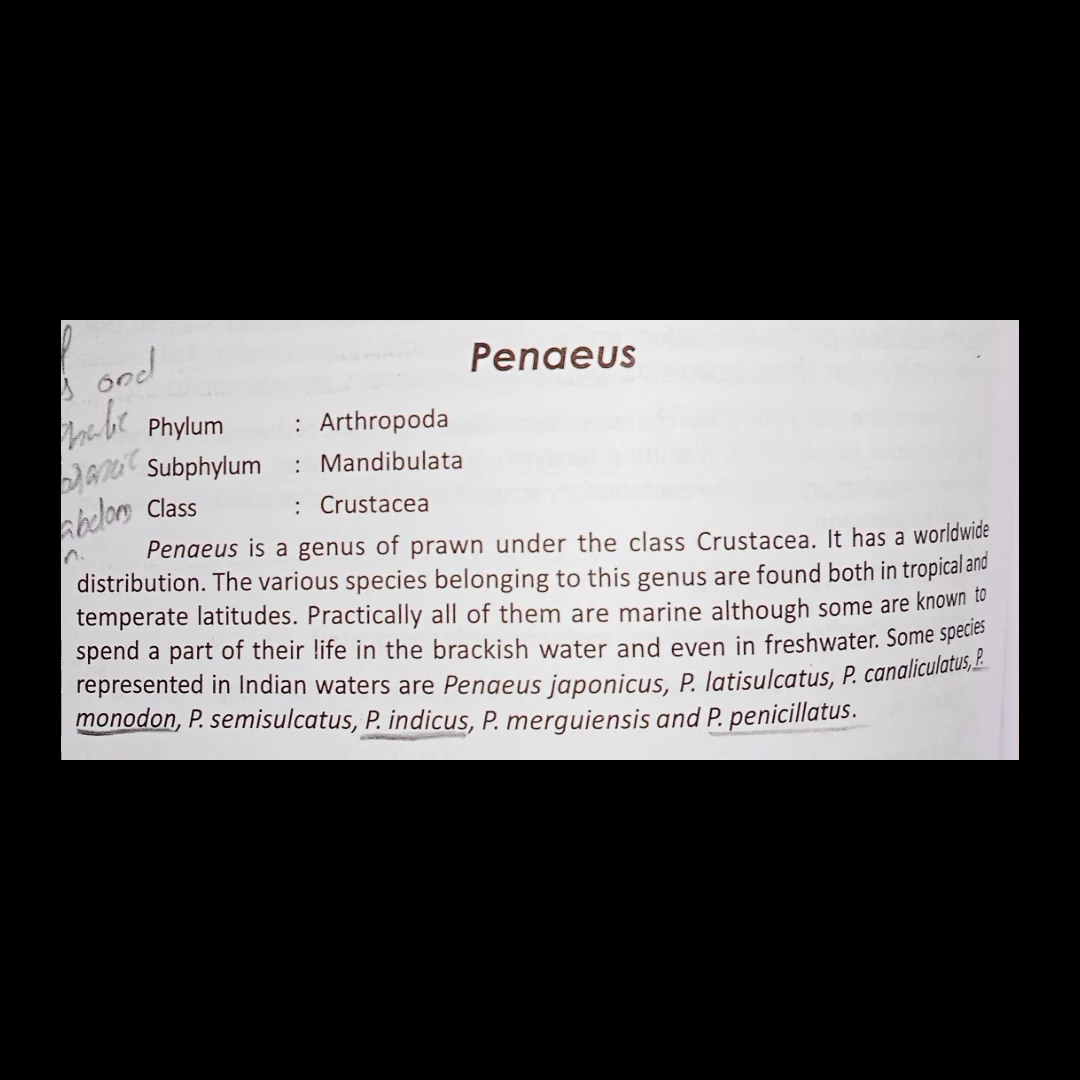 Penaeus
and
Phylum : Arthropoda
Subphylum : Mandibulata
Class : Crustacea
Penaeus is a genus of prawn under the class Crustacea. It has a worldwide
distribution. The various species belonging to this genus are found both in tropical and
temperate latitudes. Practically all of them are marine although some are known to
spend a part of their life in the brackish water and even in freshwater. Some species
represented in Indian waters are Penaeus japonicus, P. latisulcatus, P. canaliculatus, P.
monodon, P. semisulcatus, P. indicus, P. merguiensis and P. penicillatus.